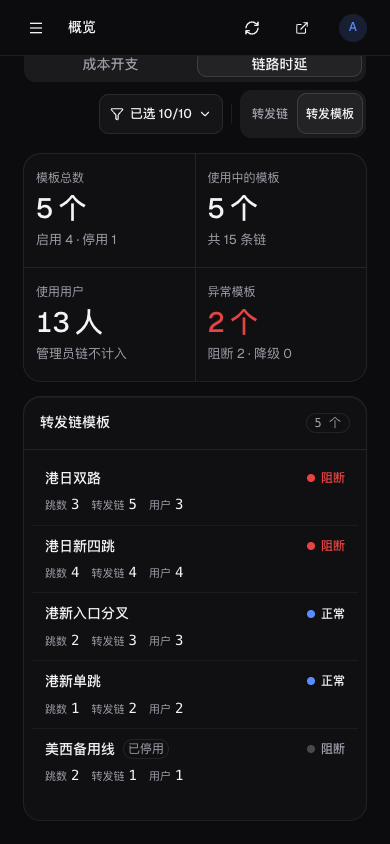 概览
A
成本开支 链路时延
已选 10/10 转发链 转发模板
模板总数 使用中的模板
5 个 5 个
启用 4 · 停用 1 共 15 条链
使用用户 异常模板
13 人 2 个
管理员链不计入 阻断 2 · 降级 0
转发链模板 5 个
港日双路 阻断
跳数 3 转发链 5 用户 3
港日新四跳 阻断
跳数 4 转发链 4 用户 4
港新入口分叉 正常
跳数 2 转发链 3 用户 3
港新单跳 正常
跳数 1 转发链 2 用户 2
美西备用线 已停用 阻断
跳数 2 转发链 1 用户 1